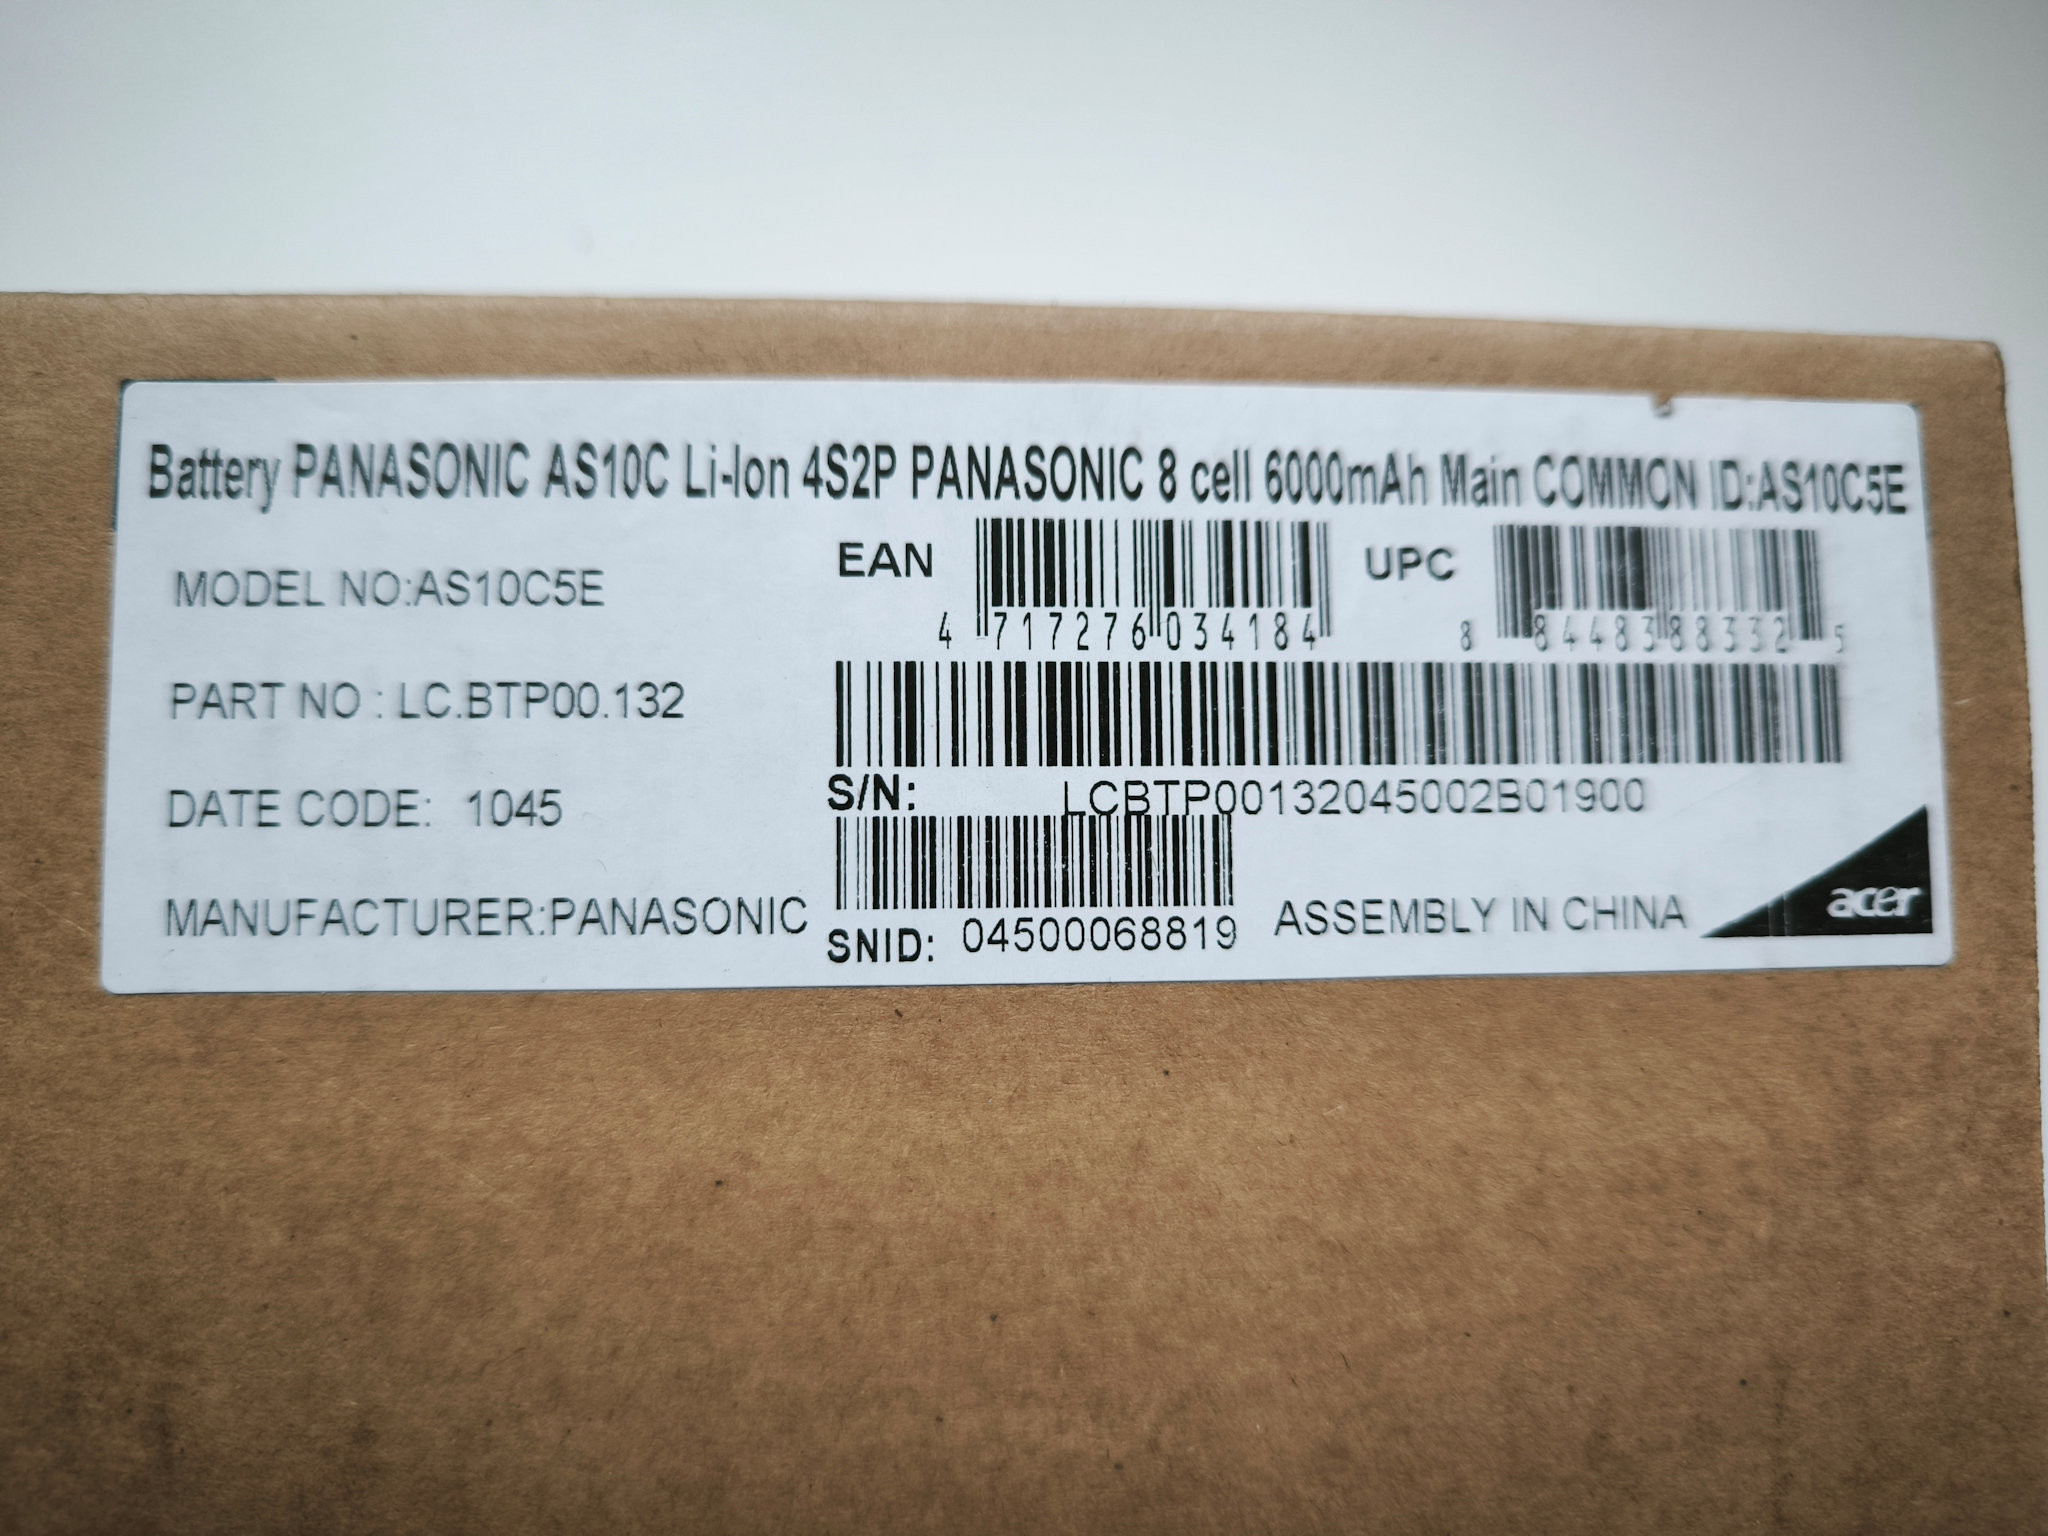 Battery PANASONIC AS10C Li-Ion 4S2P PANASONIC 8 cell 6000mAh Main COMMON ID:AS10C5E
MODEL NO:AS10C5E
EAN
4 717276 034184
UPC
8 84483 88332 5
PART NO : LC.BTP00.132
DATE CODE: 1045
S/N: LCBTP00132045002B01900
MANUFACTURER:PANASONIC
SNID: 04500068819
ASSEMBLY IN CHINA
acer